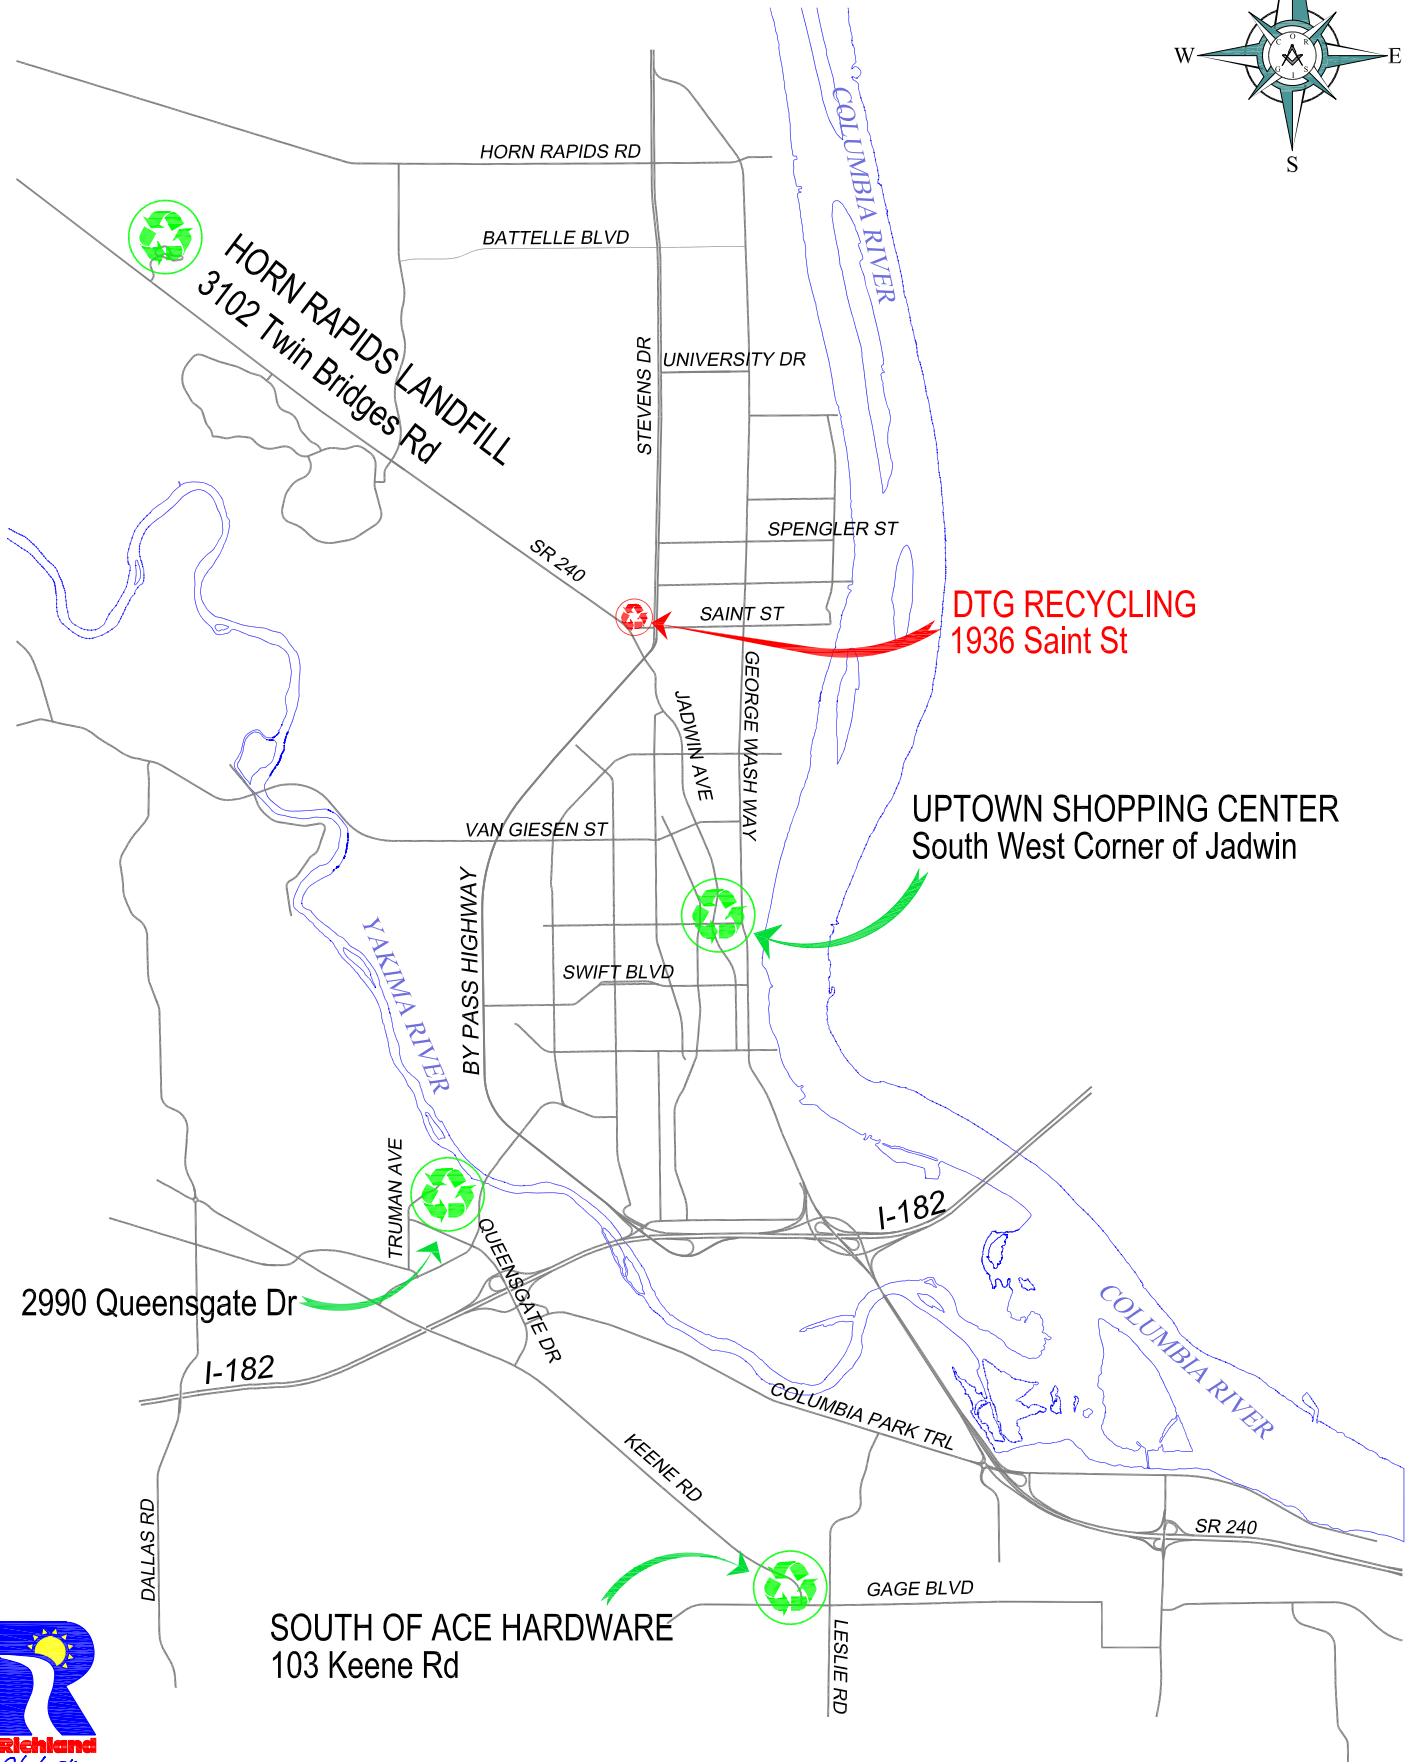 W
E
S
C O R
G I S
COLUMBIA RIVER
HORN RAPIDS RD
BATTELLE BLVD
HORN RAPIDS LANDFILL
3102 Twin Bridges Rd
STEVENS DR
UNIVERSITY DR
SPENGLER ST
SR 240
SAINT ST
DTG RECYCLING
1936 Saint St
GEORGE WASH WAY
JADWIN AVE
UPTOWN SHOPPING CENTER
South West Corner of Jadwin
VAN GIESEN ST
BY PASS HIGHWAY
YAKIMA RIVER
SWIFT BLVD
TRUMAN AVE
QUEENSGATE DR
I-182
2990 Queensgate Dr
I-182
COLUMBIA RIVER
COLUMBIA PARK TRL
KEENE RD
DALLAS RD
SR 240
GAGE BLVD
SOUTH OF ACE HARDWARE
103 Keene Rd
LESLIE RD
Richland